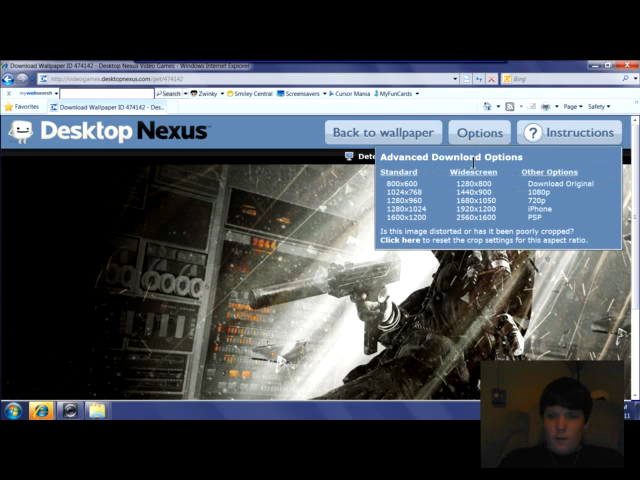 Download Wallpaper ID 474142 - Desktop Nexus Video Games - Windows Internet Explorer
http://videogames.desktopnexus.com/get/474142
Bing
mywebsearch Search Zwinky Smiley Central Screensavers Cursor Mania MyFunCards
Favorites Download Wallpaper ID 474142 - Des... Page Safety
Desktop Nexus Back to wallpaper Options ? Instructions
Dete
Advanced Download Options
Standard Widescreen Other Options
800x600 1280x800 Download Original
1024x768 1440x900 1080p
1280x960 1680x1050 720p
1280x1024 1920x1200 iPhone
1600x1200 2560x1600 PSP
Is this image distorted or has it been poorly cropped?
Click here to reset the crop settings for this aspect ratio.